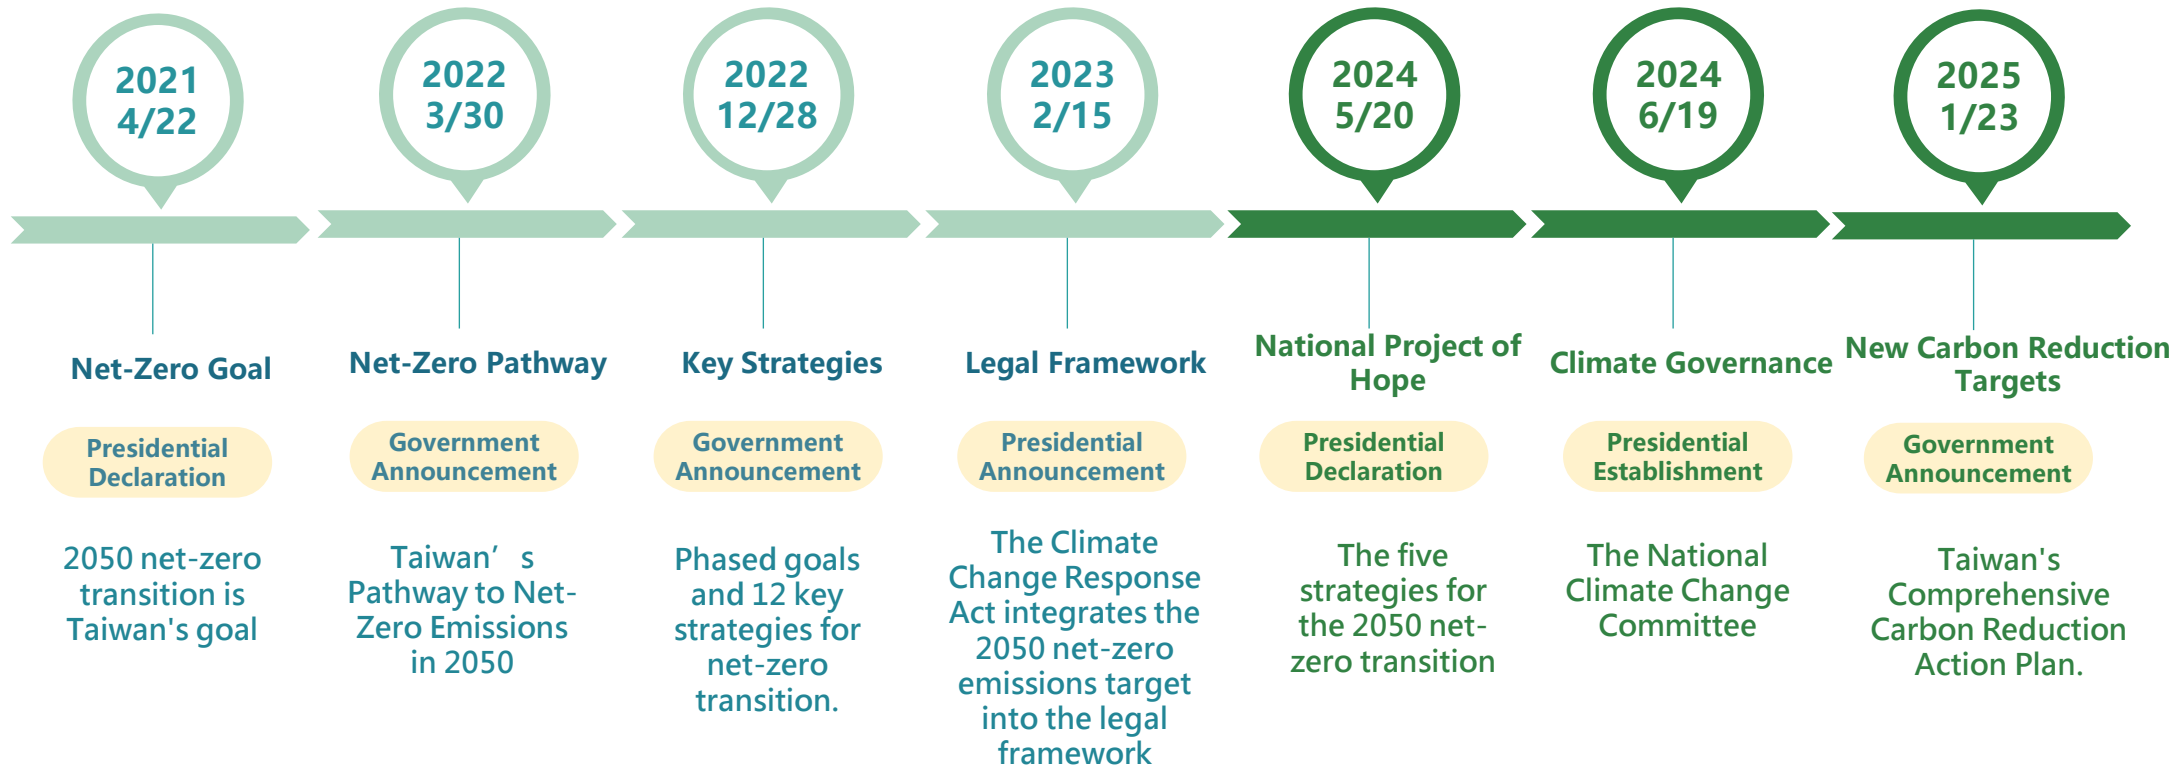 2021
4/22
2022
3/30
2022
12/28
2023
2/15
2024
5/20
2024
6/19
2025
1/23
Net-Zero Goal
Presidential
Declaration
2050 net-zero
transition is
Taiwan's goal
Net-Zero Pathway
Government
Announcement
Taiwan’s
Pathway to Net-
Zero Emissions
in 2050
Key Strategies
Government
Announcement
Phased goals
and 12 key
strategies for
net-zero
transition.
Legal Framework
Presidential
Announcement
The Climate
Change Response
Act integrates the
2050 net-zero
emissions target
into the legal
framework
National Project of
Hope
Presidential
Declaration
The five
strategies for
the 2050 net-
zero transition
Climate Governance
Presidential
Establishment
The National
Climate Change
Committee
New Carbon Reduction
Targets
Government
Announcement
Taiwan's
Comprehensive
Carbon Reduction
Action Plan.